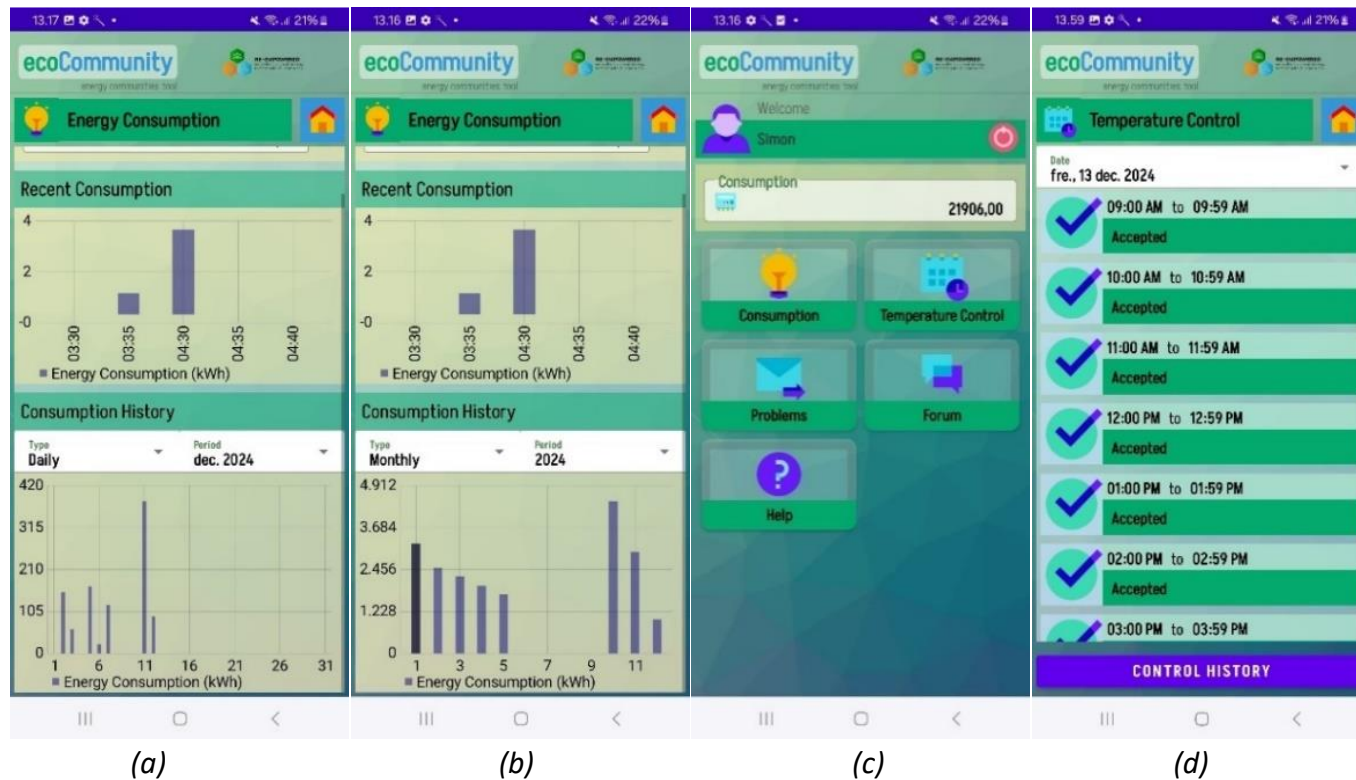 13.17 21%
ecoCommunity
energy communities tool
Energy Consumption
Recent Consumption
4
2
-0
03:30 03:35 04:30 04:35 04:40
Energy Consumption (kWh)
Consumption History
Type Period
Daily dec. 2024
420
315
210
105
0
1 6 11 16 21 26 31
Energy Consumption (kWh)
(a)
13.16 22%
ecoCommunity
energy communities tool
Energy Consumption
Recent Consumption
4
2
-0
03:30 03:35 04:30 04:35 04:40
Energy Consumption (kWh)
Consumption History
Type Period
Monthly 2024
4.912
3.684
2.456
1.228
0
1 3 5 7 9 11
Energy Consumption (kWh)
(b)
13.16 22%
ecoCommunity
energy communities tool
Welcome
Simon
Consumption
21906,00
Consumption Temperature Control
Problems Forum
Help
(c)
13.59 21%
ecoCommunity
energy communities tool
Temperature Control
Date
fre., 13 dec. 2024
09:00 AM to 09:59 AM
Accepted
10:00 AM to 10:59 AM
Accepted
11:00 AM to 11:59 AM
Accepted
12:00 PM to 12:59 PM
Accepted
01:00 PM to 01:59 PM
Accepted
02:00 PM to 02:59 PM
Accepted
03:00 PM to 03:59 PM
CONTROL HISTORY
(d)